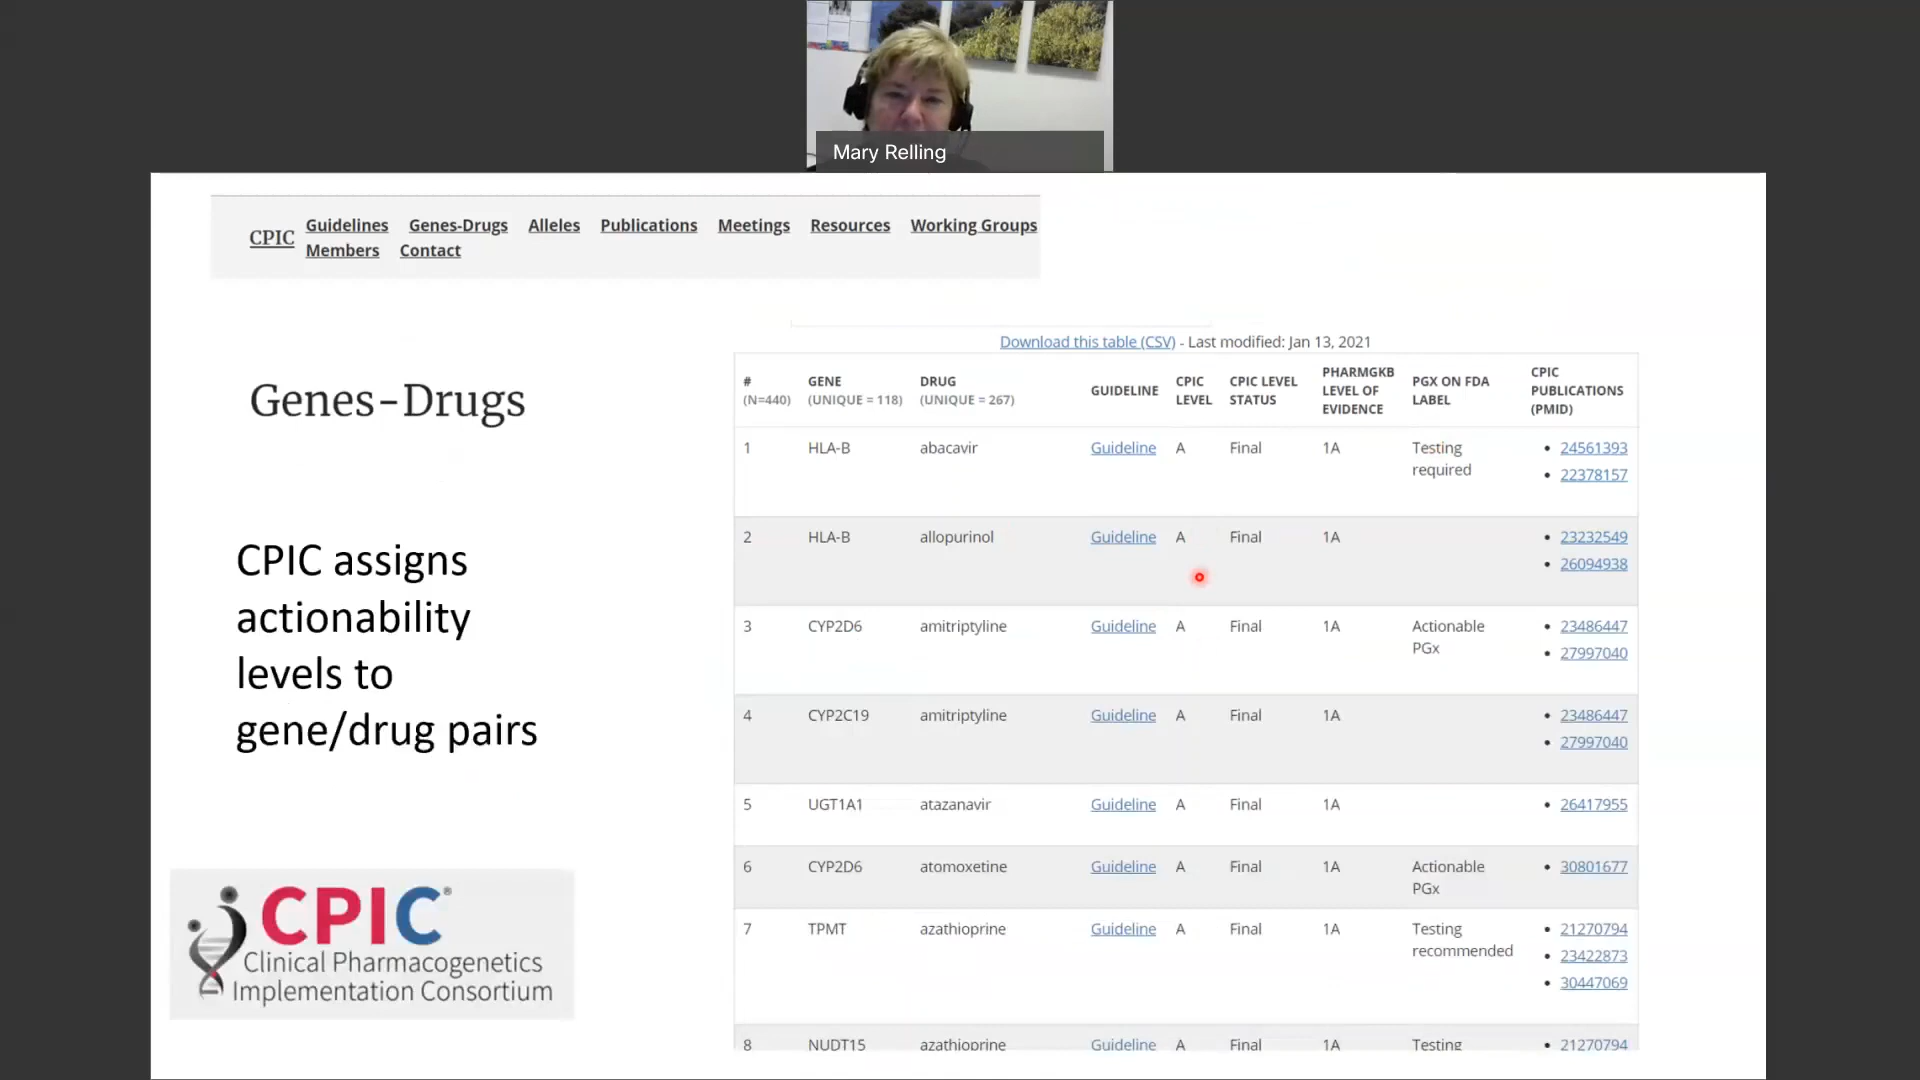 Mary Relling
CPIC Guidelines Genes-Drugs Alleles Publications Meetings Resources Working Groups
Members Contact
Genes-Drugs
CPIC assigns
actionability
levels to
gene/drug pairs
CPIC®
Clinical Pharmacogenetics
Implementation Consortium
Download this table (CSV) - Last modified: Jan 13, 2021
# (N=440) GENE (UNIQUE = 118) DRUG (UNIQUE = 267) GUIDELINE CPIC LEVEL CPIC LEVEL STATUS PHARMGKB LEVEL OF EVIDENCE PGX ON FDA LABEL CPIC PUBLICATIONS (PMID)
1 HLA-B abacavir Guideline A Final 1A Testing required • 24561393
• 22378157
2 HLA-B allopurinol Guideline A Final 1A • 23232549
• 26094938
3 CYP2D6 amitriptyline Guideline A Final 1A Actionable PGx • 23486447
• 27997040
4 CYP2C19 amitriptyline Guideline A Final 1A • 23486447
• 27997040
5 UGT1A1 atazanavir Guideline A Final 1A • 26417955
6 CYP2D6 atomoxetine Guideline A Final 1A Actionable PGx • 30801677
7 TPMT azathioprine Guideline A Final 1A Testing recommended • 21270794
• 23422873
• 30447069
8 NUDT15 azathioprine Guideline A Final 1A Testing • 21270794